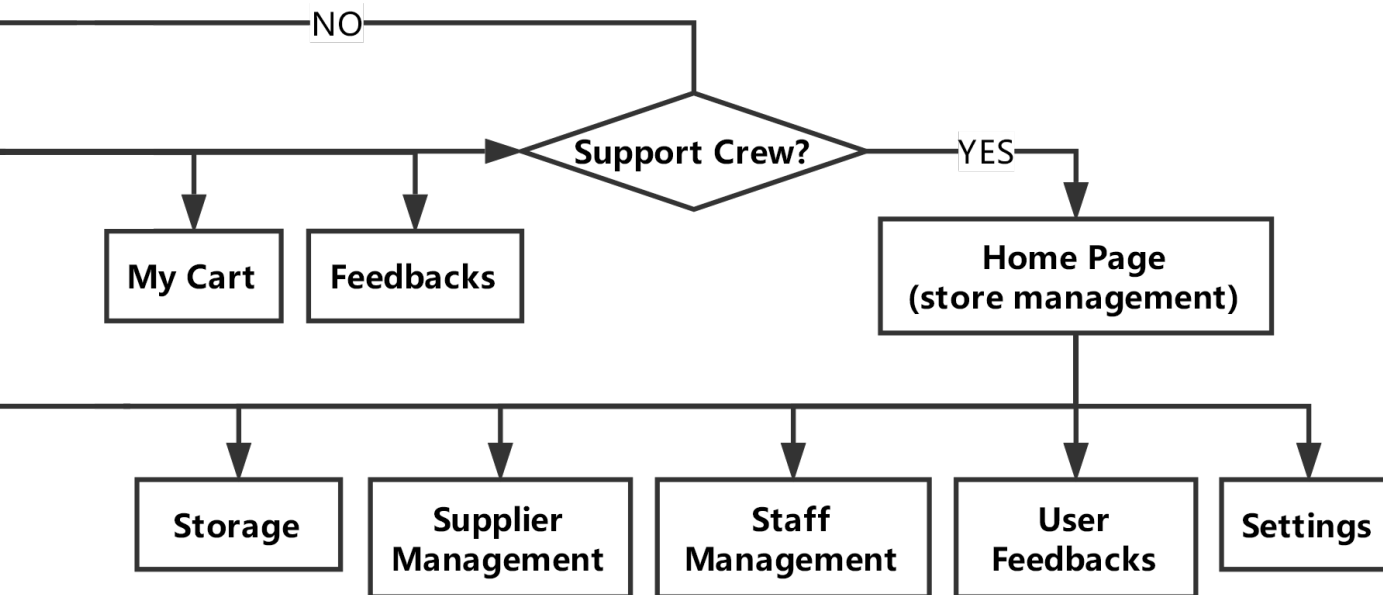 NO
Support Crew?
YES
My Cart
Feedbacks
Home Page
(store management)
Storage
Supplier
Management
Staff
Management
User
Feedbacks
Settings